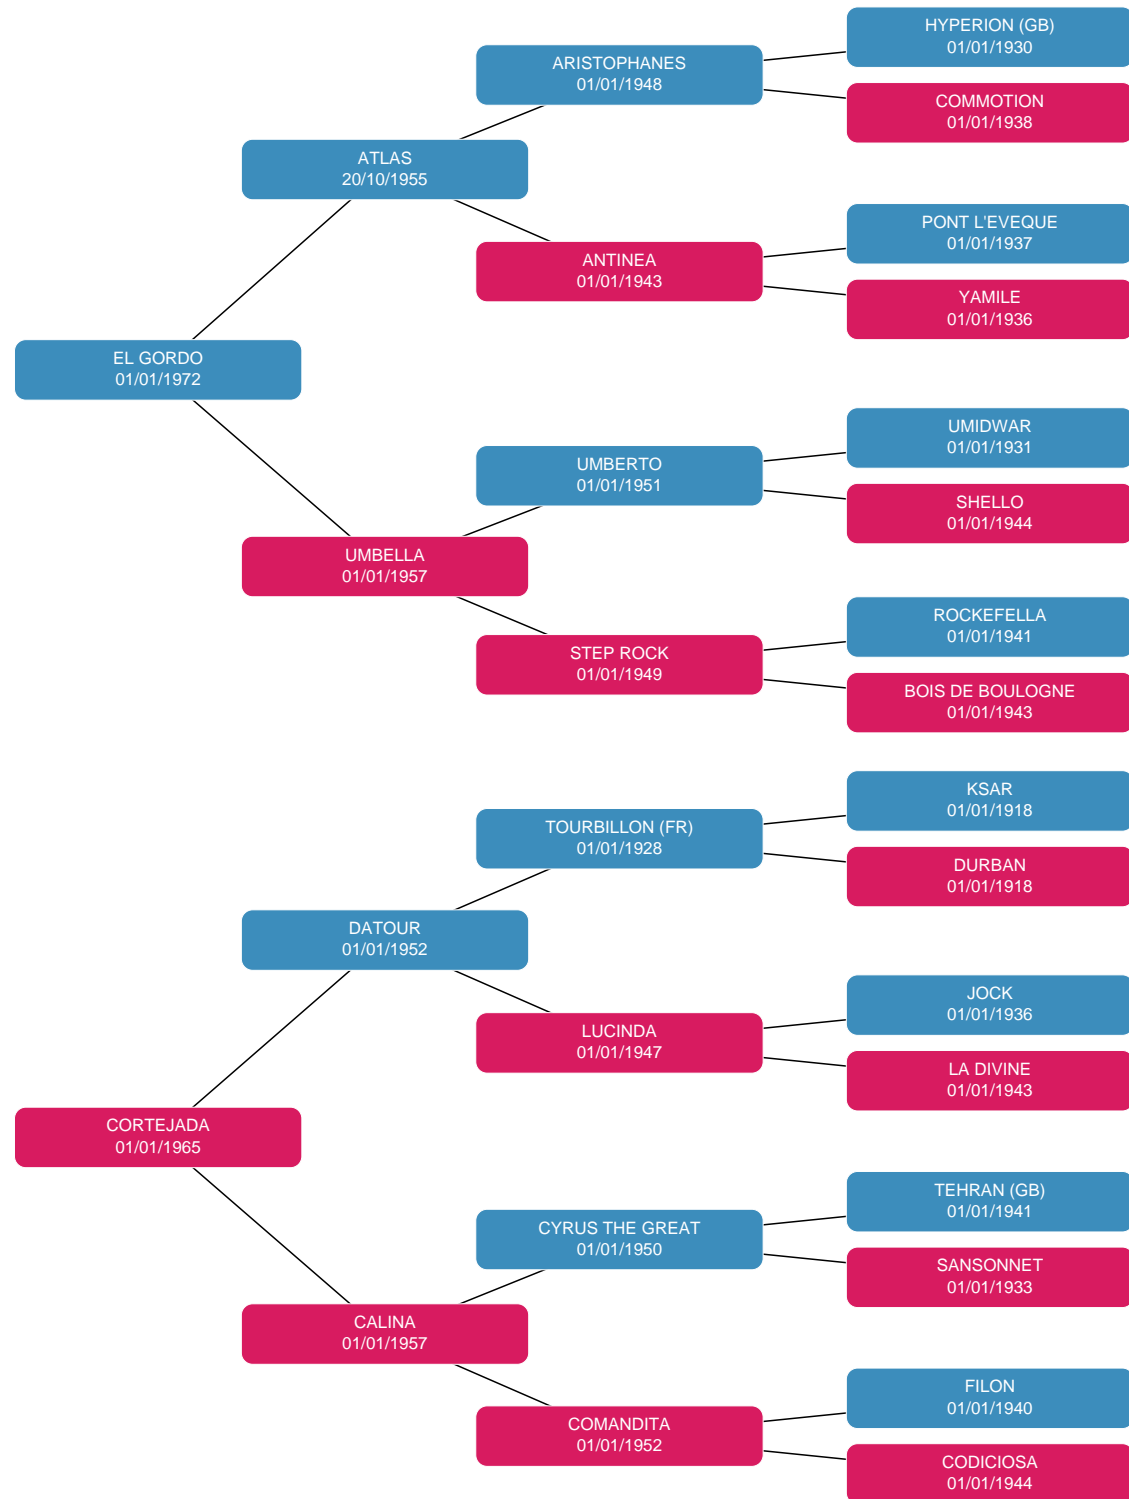 HYPERION (GB)
01/01/1930
ARISTOPHANES
01/01/1948
COMMOTION
01/01/1938
ATLAS
20/10/1955
PONT L'EVEQUE
01/01/1937
ANTINEA
01/01/1943
YAMILE
01/01/1936
EL GORDO
01/01/1972
UMIDWAR
01/01/1931
UMBERTO
01/01/1951
SHELLO
01/01/1944
UMBELLA
01/01/1957
ROCKEFELLA
01/01/1941
STEP ROCK
01/01/1949
BOIS DE BOULOGNE
01/01/1943
KSAR
01/01/1918
TOURBILLON (FR)
01/01/1928
DURBAN
01/01/1918
DATOUR
01/01/1952
JOCK
01/01/1936
LUCINDA
01/01/1947
LA DIVINE
01/01/1943
CORTEJADA
01/01/1965
TEHRAN (GB)
01/01/1941
CYRUS THE GREAT
01/01/1950
SANSONNET
01/01/1933
CALINA
01/01/1957
FILON
01/01/1940
COMANDITA
01/01/1952
CODICIOSA
01/01/1944